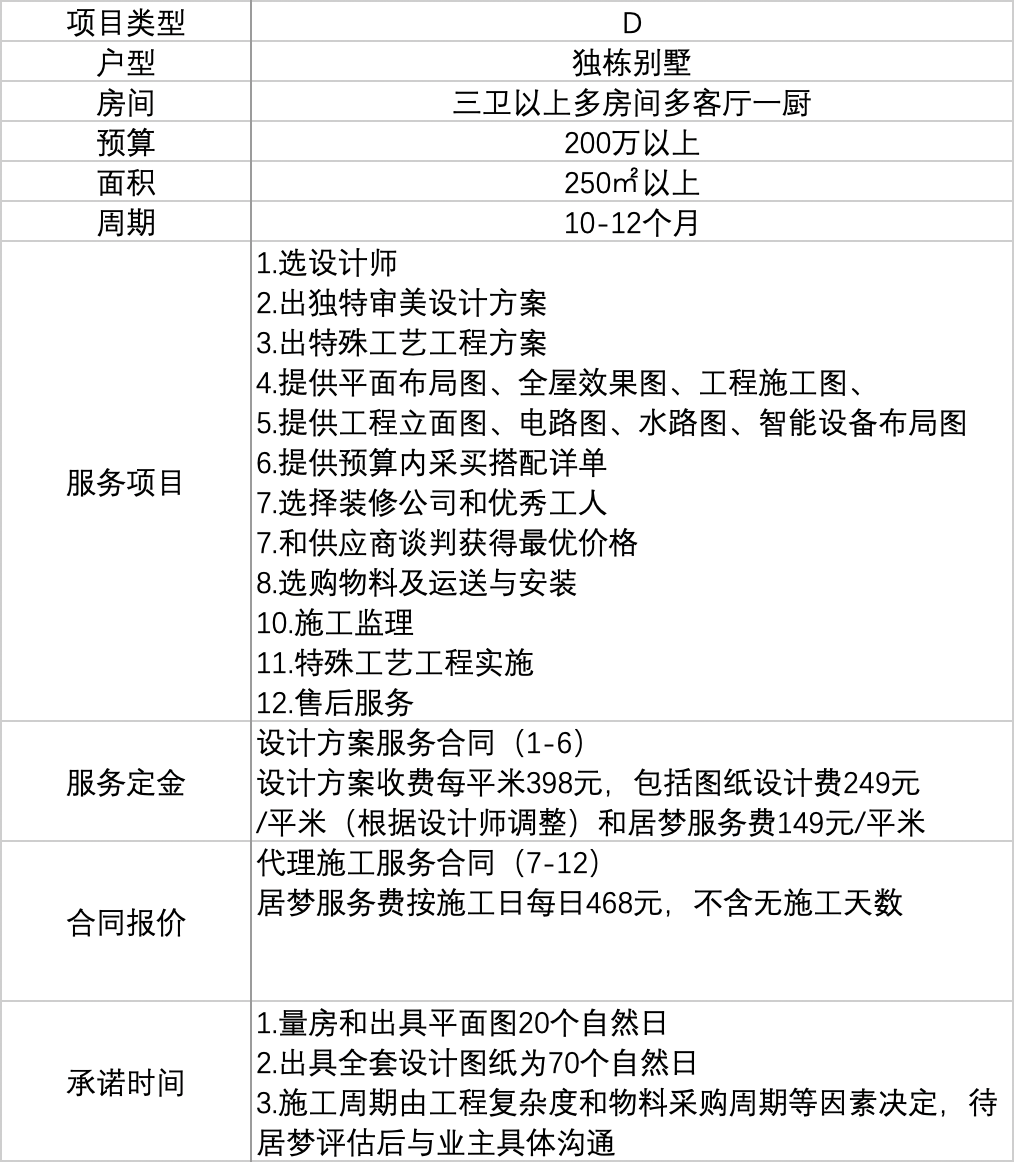 项目类型 D
户型 独栋别墅
房间 三卫以上多房间多客厅一厨
预算 200万以上
面积 250㎡以上
周期 10-12个月
服务项目
1.选设计师
2.出独特审美设计方案
3.出特殊工艺工程方案
4.提供平面布局图、全屋效果图、工程施工图、
5.提供工程立面图、电路图、水路图、智能设备布局图
6.提供预算内采买搭配详单
7.选择装修公司和优秀工人
7.和供应商谈判获得最优价格
8.选购物料及运送与安装
10.施工监理
11.特殊工艺工程实施
12.售后服务
服务定金
设计方案服务合同（1-6）
设计方案收费每平米398元，包括图纸设计费249元
/平米（根据设计师调整）和居梦服务费149元/平米
合同报价
代理施工服务合同（7-12）
居梦服务费按施工日每日468元，不含无施工天数
承诺时间
1.量房和出具平面图20个自然日
2.出具全套设计图纸为70个自然日
3.施工周期由工程复杂度和物料采购周期等因素决定，待
居梦评估后与业主具体沟通